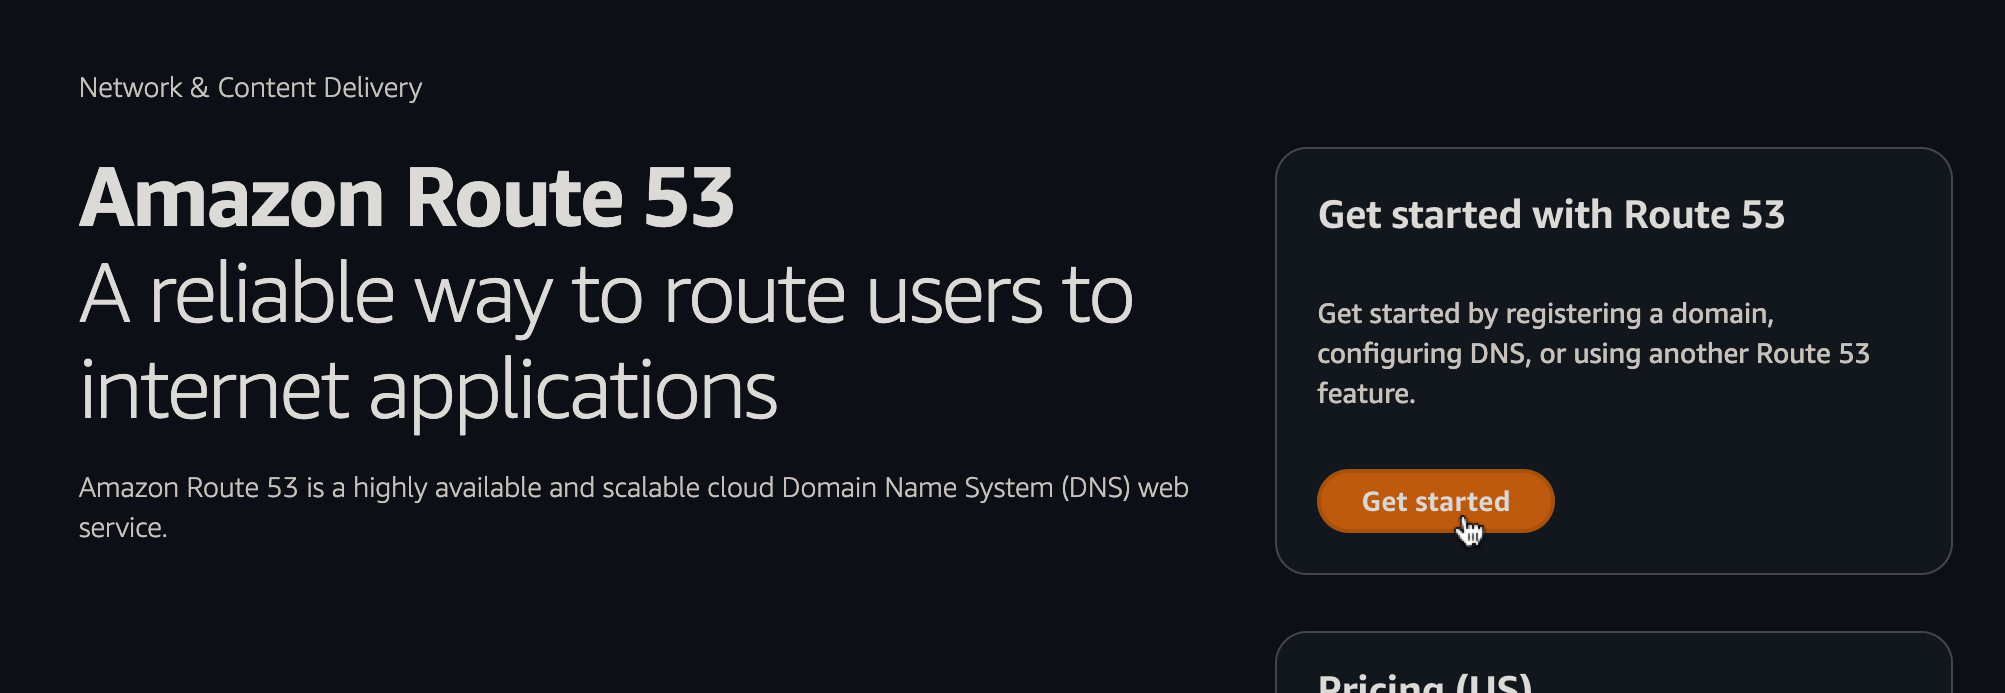 Network & Content Delivery
Amazon Route 53
A reliable way to route users to
internet applications
Amazon Route 53 is a highly available and scalable cloud Domain Name System (DNS) web
service.
Get started with Route 53
Get started by registering a domain,
configuring DNS, or using another Route 53
feature.
Get started
Pricing (US)